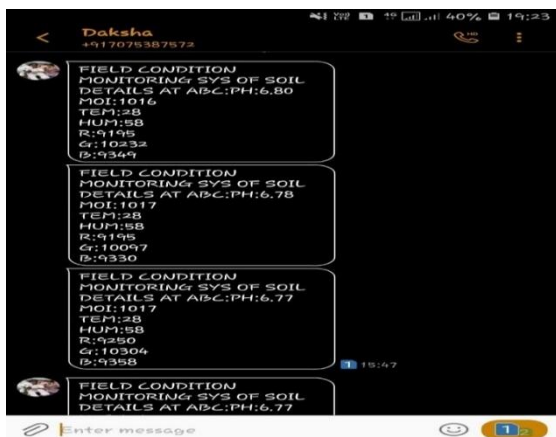 40% 19:23
Daksha
+917075387572
FIELD CONDITION
MONITORING SYS OF SOIL
DETAILS AT ABC:PH:6.80
MOI:1016
TEM:28
HUM:58
R:9195
G:10232
B:9349
FIELD CONDITION
MONITORING SYS OF SOIL
DETAILS AT ABC:PH:6.78
MOI:1017
TEM:28
HUM:58
R:9195
G:10097
B:9330
FIELD CONDITION
MONITORING SYS OF SOIL
DETAILS AT ABC:PH:6.77
MOI:1017
TEM:28
HUM:58
R:9250
G:10304
B:9358
1 15:47
FIELD CONDITION
MONITORING SYS OF SOIL
DETAILS AT ABC:PH:6.77
Enter message
1 2